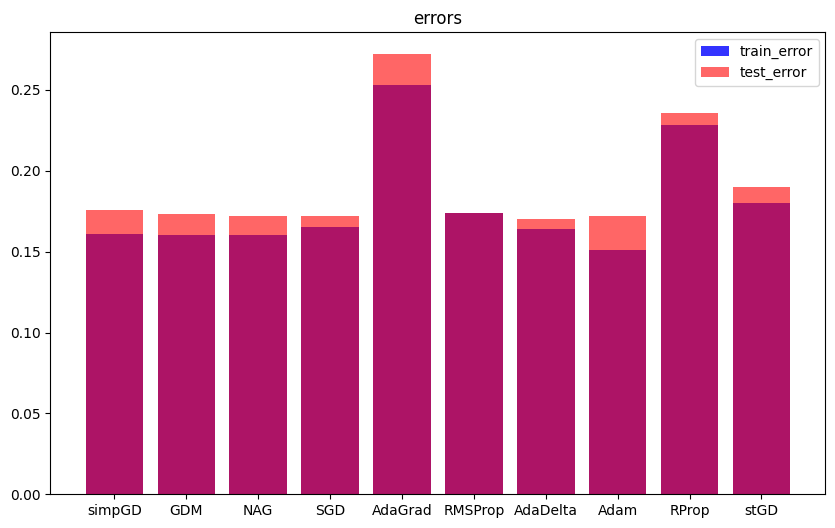 errors
train_error
test_error
0.25
0.20
0.15
0.10
0.05
0.00
simpGD GDM NAG SGD AdaGrad RMSProp AdaDelta Adam RProp stGD